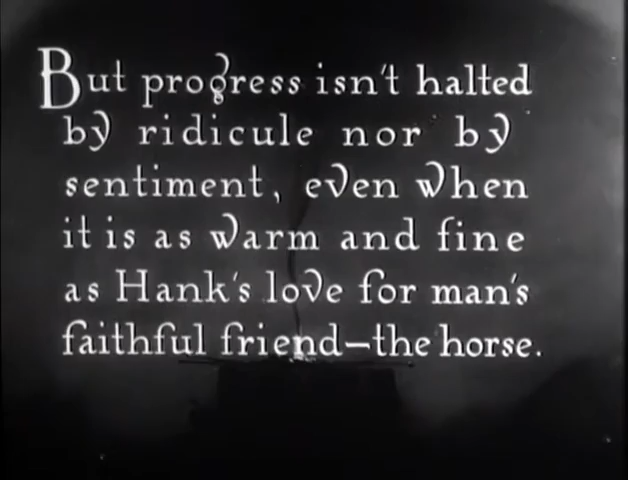 But progress isn't halted
by ridicule nor by
sentiment, even when
it is as warm and fine
as Hank's love for man's
faithful friend—the horse.